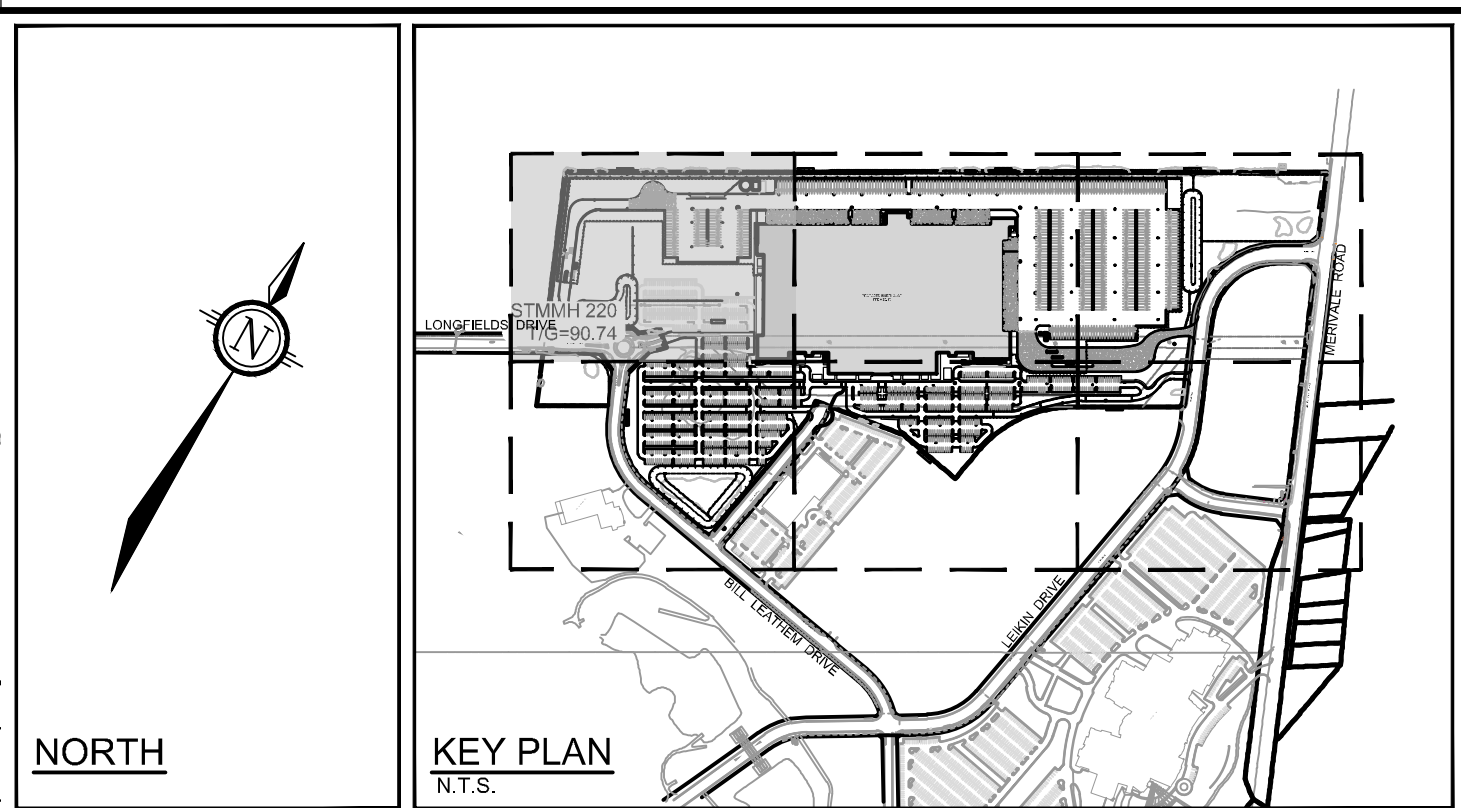 N
NORTH
STMMH 220
LONGFIELDS DRIVE
T/G=90.74
MERIVALE ROAD
BILL LEATHEM DRIVE
LEIKIN DRIVE
KEY PLAN
N.T.S.